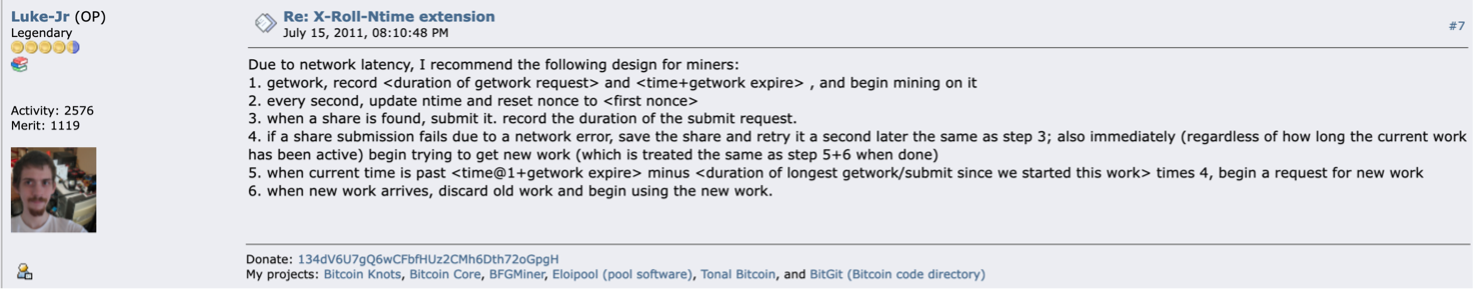 Luke-Jr (OP)
Legendary
Activity: 2576
Merit: 1119
Re: X-Roll-Ntime extension
July 15, 2011, 08:10:48 PM
#7
Due to network latency, I recommend the following design for miners:
1. getwork, record <duration of getwork request> and <time+getwork expire> , and begin mining on it
2. every second, update ntime and reset nonce to <first nonce>
3. when a share is found, submit it. record the duration of the submit request.
4. if a share submission fails due to a network error, save the share and retry it a second later the same as step 3; also immediately (regardless of how long the current work
has been active) begin trying to get new work (which is treated the same as step 5+6 when done)
5. when current time is past <time@1+getwork expire> minus <duration of longest getwork/submit since we started this work> times 4, begin a request for new work
6. when new work arrives, discard old work and begin using the new work.
Donate: 134dV6U7gQ6wCFbfHUz2CMh6Dth72oGpgH
My projects: Bitcoin Knots, Bitcoin Core, BFGMiner, Eloipool (pool software), Tonal Bitcoin, and BitGit (Bitcoin code directory)